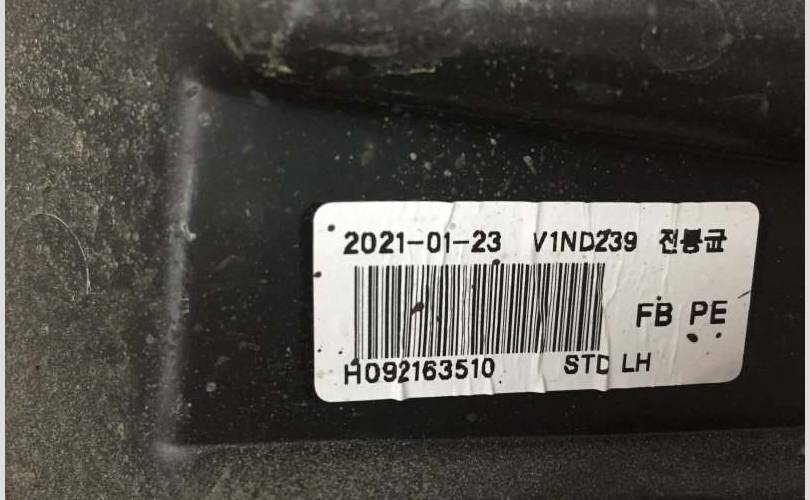 2021-01-23 V1ND239 전봉균
FB PE
H092163510 STD LH